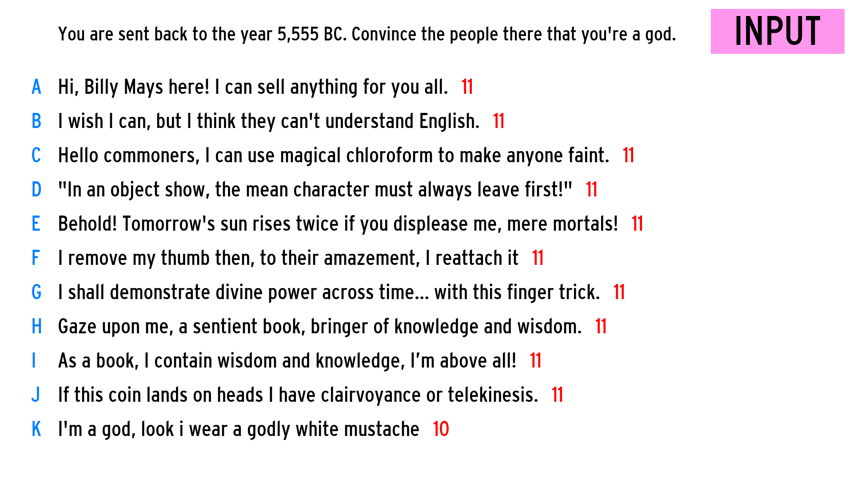 You are sent back to the year 5,555 BC. Convince the people there that you're a god.
INPUT
A Hi, Billy Mays here! I can sell anything for you all. 11
B I wish I can, but I think they can't understand English. 11
C Hello commoners, I can use magical chloroform to make anyone faint. 11
D "In an object show, the mean character must always leave first!" 11
E Behold! Tomorrow's sun rises twice if you displease me, mere mortals! 11
F I remove my thumb then, to their amazement, I reattach it 11
G I shall demonstrate divine power across time... with this finger trick. 11
H Gaze upon me, a sentient book, bringer of knowledge and wisdom. 11
I As a book, I contain wisdom and knowledge, I’m above all! 11
J If this coin lands on heads I have clairvoyance or telekinesis. 11
K I'm a god, look i wear a godly white mustache 10